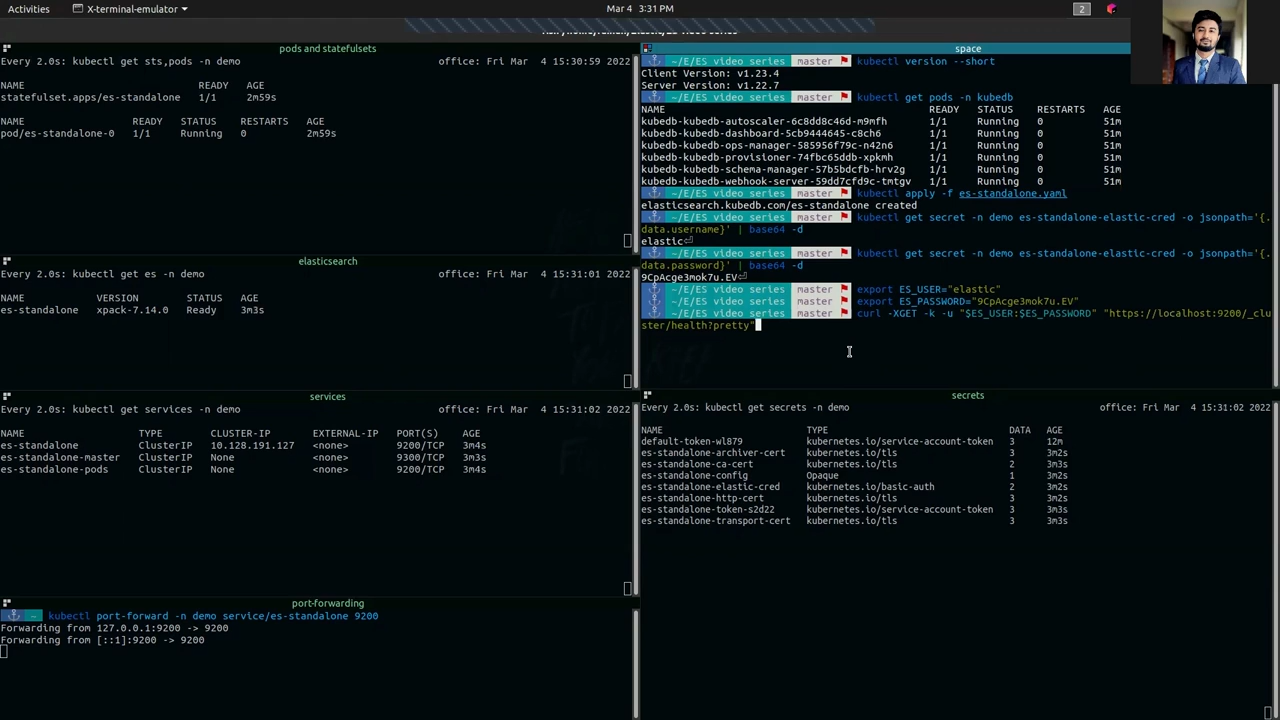 Activities
X-terminal-emulator
Mar 4 3:31 PM
2
pods and statefulsets
Every 2.0s: kubectl get sts,pods -n demo office: Fri Mar 4 15:30:59 2022
NAME READY AGE
statefulset.apps/es-standalone 1/1 2m59s
NAME READY STATUS RESTARTS AGE
pod/es-standalone-0 1/1 Running 0 2m59s
elasticsearch
Every 2.0s: kubectl get es -n demo office: Fri Mar 4 15:31:01 2022
NAME VERSION STATUS AGE
es-standalone xpack-7.14.0 Ready 3m3s
services
Every 2.0s: kubectl get services -n demo office: Fri Mar 4 15:31:02 2022
NAME TYPE CLUSTER-IP EXTERNAL-IP PORT(S) AGE
es-standalone ClusterIP 10.128.191.127 <none> 9200/TCP 3m4s
es-standalone-master ClusterIP None <none> 9300/TCP 3m3s
es-standalone-pods ClusterIP None <none> 9200/TCP 3m4s
port-forwarding
~ kubectl port-forward -n demo service/es-standalone 9200
Forwarding from 127.0.0.1:9200 -> 9200
Forwarding from [::1]:9200 -> 9200
space
~/E/ES video series master kubectl version --short
Client Version: v1.23.4
Server Version: v1.22.7
~/E/ES video series master kubectl get pods -n kubedb
NAME READY STATUS RESTARTS AGE
kubedb-kubedb-autoscaler-6c8dd8c46d-m9mfh 1/1 Running 0 51m
kubedb-kubedb-dashboard-5cb9444645-c8ch6 1/1 Running 0 51m
kubedb-kubedb-ops-manager-585956f79c-n42n6 1/1 Running 0 51m
kubedb-kubedb-provisioner-74fbc65ddb-xpkmh 1/1 Running 0 51m
kubedb-kubedb-schema-manager-57b5bdcfb-hrv2g 1/1 Running 0 51m
kubedb-kubedb-webhook-server-59dd7cfd9c-tmtgv 1/1 Running 0 51m
~/E/ES video series master kubectl apply -f es-standalone.yaml
elasticsearch.kubedb.com/es-standalone created
~/E/ES video series master kubectl get secret -n demo es-standalone-elastic-cred -o jsonpath='{.
data.username}' | base64 -d
elastic⏎
~/E/ES video series master kubectl get secret -n demo es-standalone-elastic-cred -o jsonpath='{.
data.password}' | base64 -d
9CpAcge3mok7u.EV⏎
~/E/ES video series master export ES_USER="elastic"
~/E/ES video series master export ES_PASSWORD="9CpAcge3mok7u.EV"
~/E/ES video series master curl -XGET -k -u "$ES_USER:$ES_PASSWORD" "https://localhost:9200/_clu
ster/health?pretty"
secrets
Every 2.0s: kubectl get secrets -n demo office: Fri Mar 4 15:31:02 2022
NAME TYPE DATA AGE
default-token-wl879 kubernetes.io/service-account-token 3 12m
es-standalone-archiver-cert kubernetes.io/tls 3 3m2s
es-standalone-ca-cert kubernetes.io/tls 2 3m3s
es-standalone-config Opaque 1 3m2s
es-standalone-elastic-cred kubernetes.io/basic-auth 2 3m2s
es-standalone-http-cert kubernetes.io/tls 3 3m2s
es-standalone-token-s2d22 kubernetes.io/service-account-token 3 3m3s
es-standalone-transport-cert kubernetes.io/tls 3 3m3s